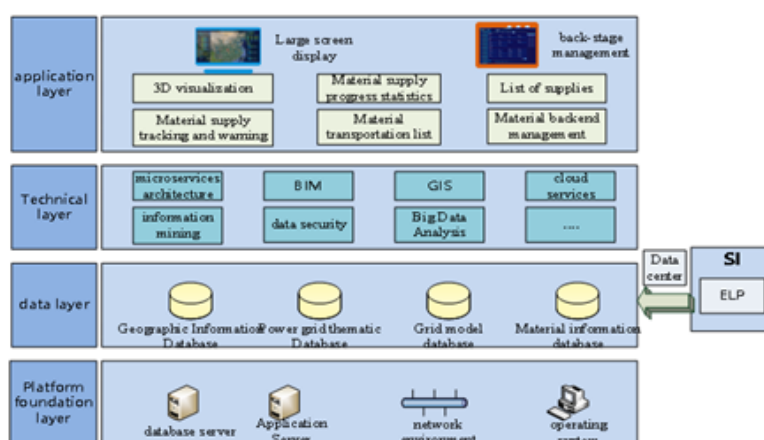 application
layer
Large screen
display
back-stage
management
3D visualization
Material supply
progress statistics
List of supplies
Material supply
tracking and warning
Material
transportation list
Material backend
management
Technical
layer
microservices
architecture
BIM
GIS
cloud
services
information
mining
data security
Big Data
Analysis
....
data layer
Geographic Information
Database
Power grid thematic
Database
Grid model
database
Material information
database
Data
center
SI
ELP
Platform
foundation
layer
database server
Application
Server
network
environment
operating